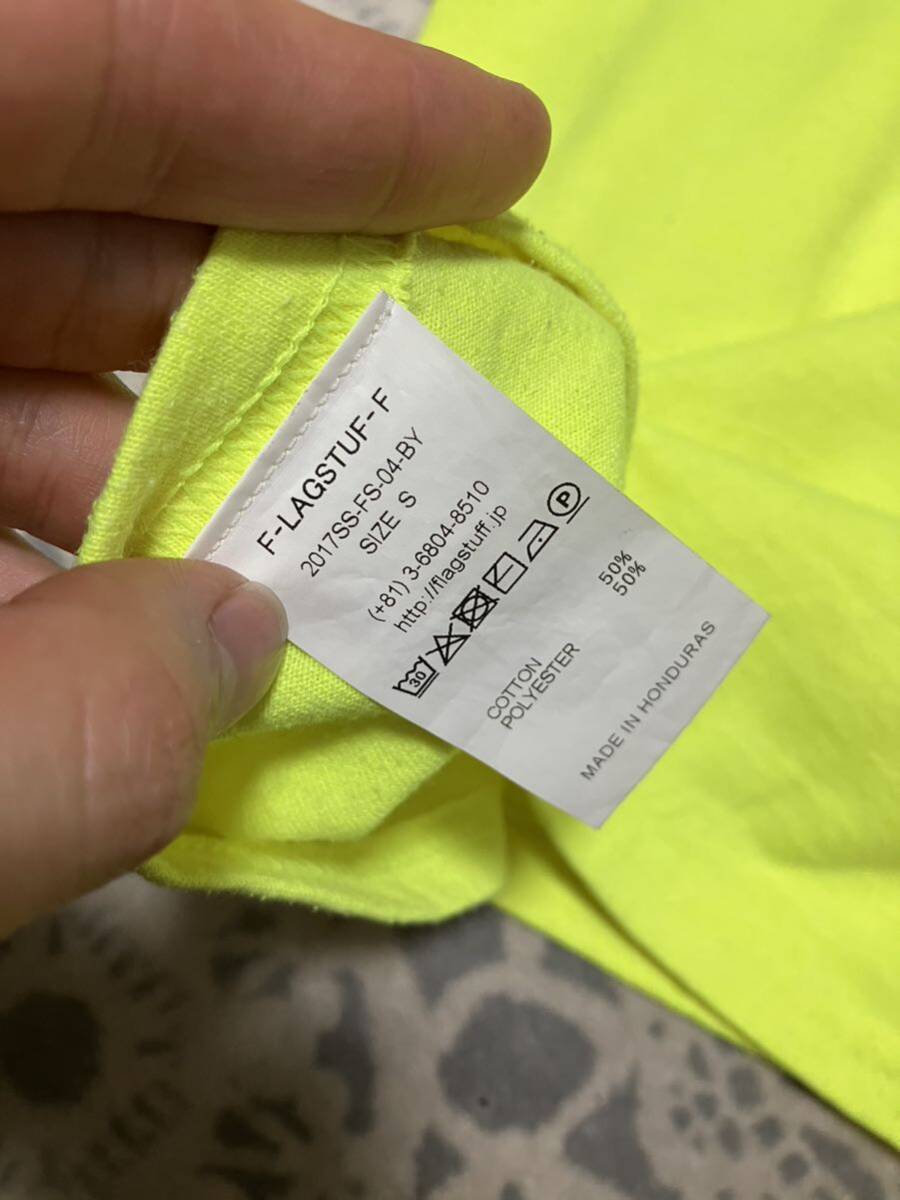 F-LAGSTUF-F
2017SS-FS-04-BY
SIZE S
(+81) 3-6804-8510
http://flagstuff.jp
30
P
COTTON 50%
POLYESTER 50%
MADE IN HONDURAS